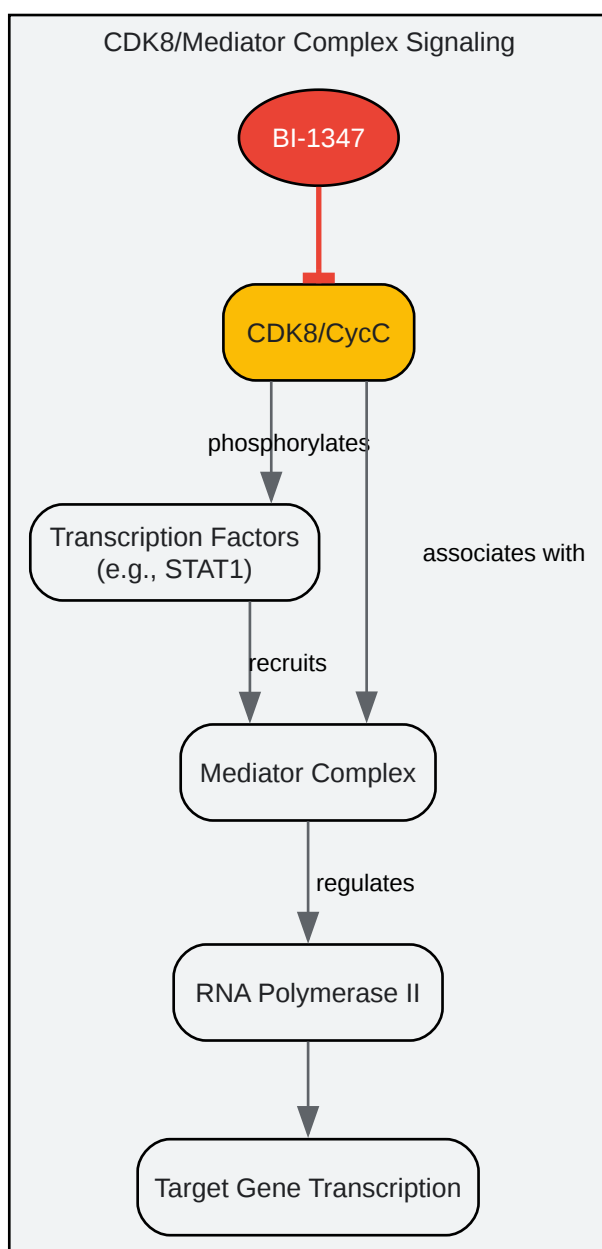 CDK8/Mediator Complex Signaling
BI-1347
CDK8/CycC
phosphorylates
Transcription Factors
(e.g., STAT1)
associates with
recruits
Mediator Complex
regulates
RNA Polymerase II
Target Gene Transcription